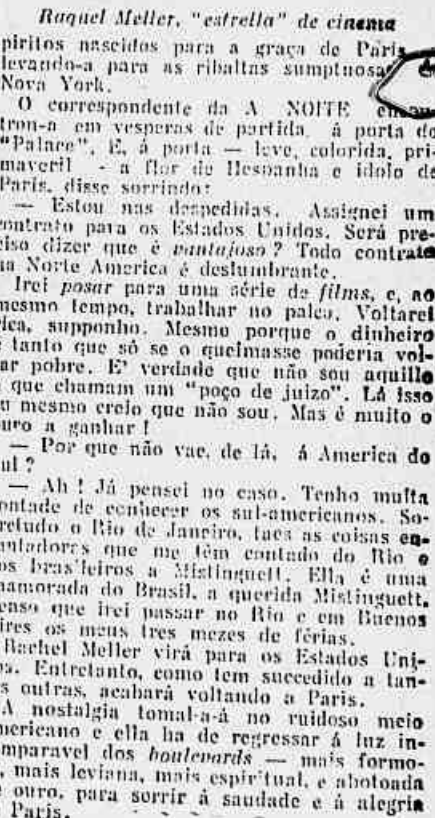 Raquel Meller, "estrella" de cinema
piritos nascidos para a graça de Paris
levando-a para as ribaltas sumptuosas
Nova York.
O correspondente da A NOITE encon-
tron-a em vesperas de partida, á porta do
"Palace". E, á porta — leve, colorida, pri-
maveril - a flor de Hespanha e idolo de
Paris, disse sorrindo:
— Estou nas despedidas. Assignei um
contrato para os Estados Unidos. Será pre-
ciso dizer que é vantajoso? Todo contrato
na Norte America é deslumbrante.
Irei posar para uma série de films, e, ao
mesmo tempo, trabalhar no palco. Voltarei
rica, supponho. Mesmo porque o dinheiro
é tanto que só se o queimasse poderia vol-
tar pobre. E' verdade que não sou aquillo
a que chamam um "poço de juizo". Lá isso
eu mesmo creio que não sou. Mas é muito o
ouro a ganhar!
— Por que não vae, de lá, á America do
Sul?
— Ah! Já pensei no caso. Tenho muita
vontade de conhecer os sul-americanos. So-
bretudo o Rio de Janeiro, taes as coisas en-
antadores que me têm contado do Rio e
os brasileiros a Mistinguett. Ella é uma
namorada do Brasil, a querida Mistinguett.
Penso que irei passar no Rio e em Buenos
Aires os meus tres mezes de férias.
Rachel Meller virá para os Estados Uni-
os. Entretanto, como tem succedido a tan-
as outras, acabará voltando a Paris.
A nostalgia tomal-a-á no ruidoso meio
americano e ella ha de regressar á luz in-
omparavel dos boulevards — mais formo-
a, mais leviana, mais espiritual, e abotoada
e ouro, para sorrir á saudade e á alegria
Paris.